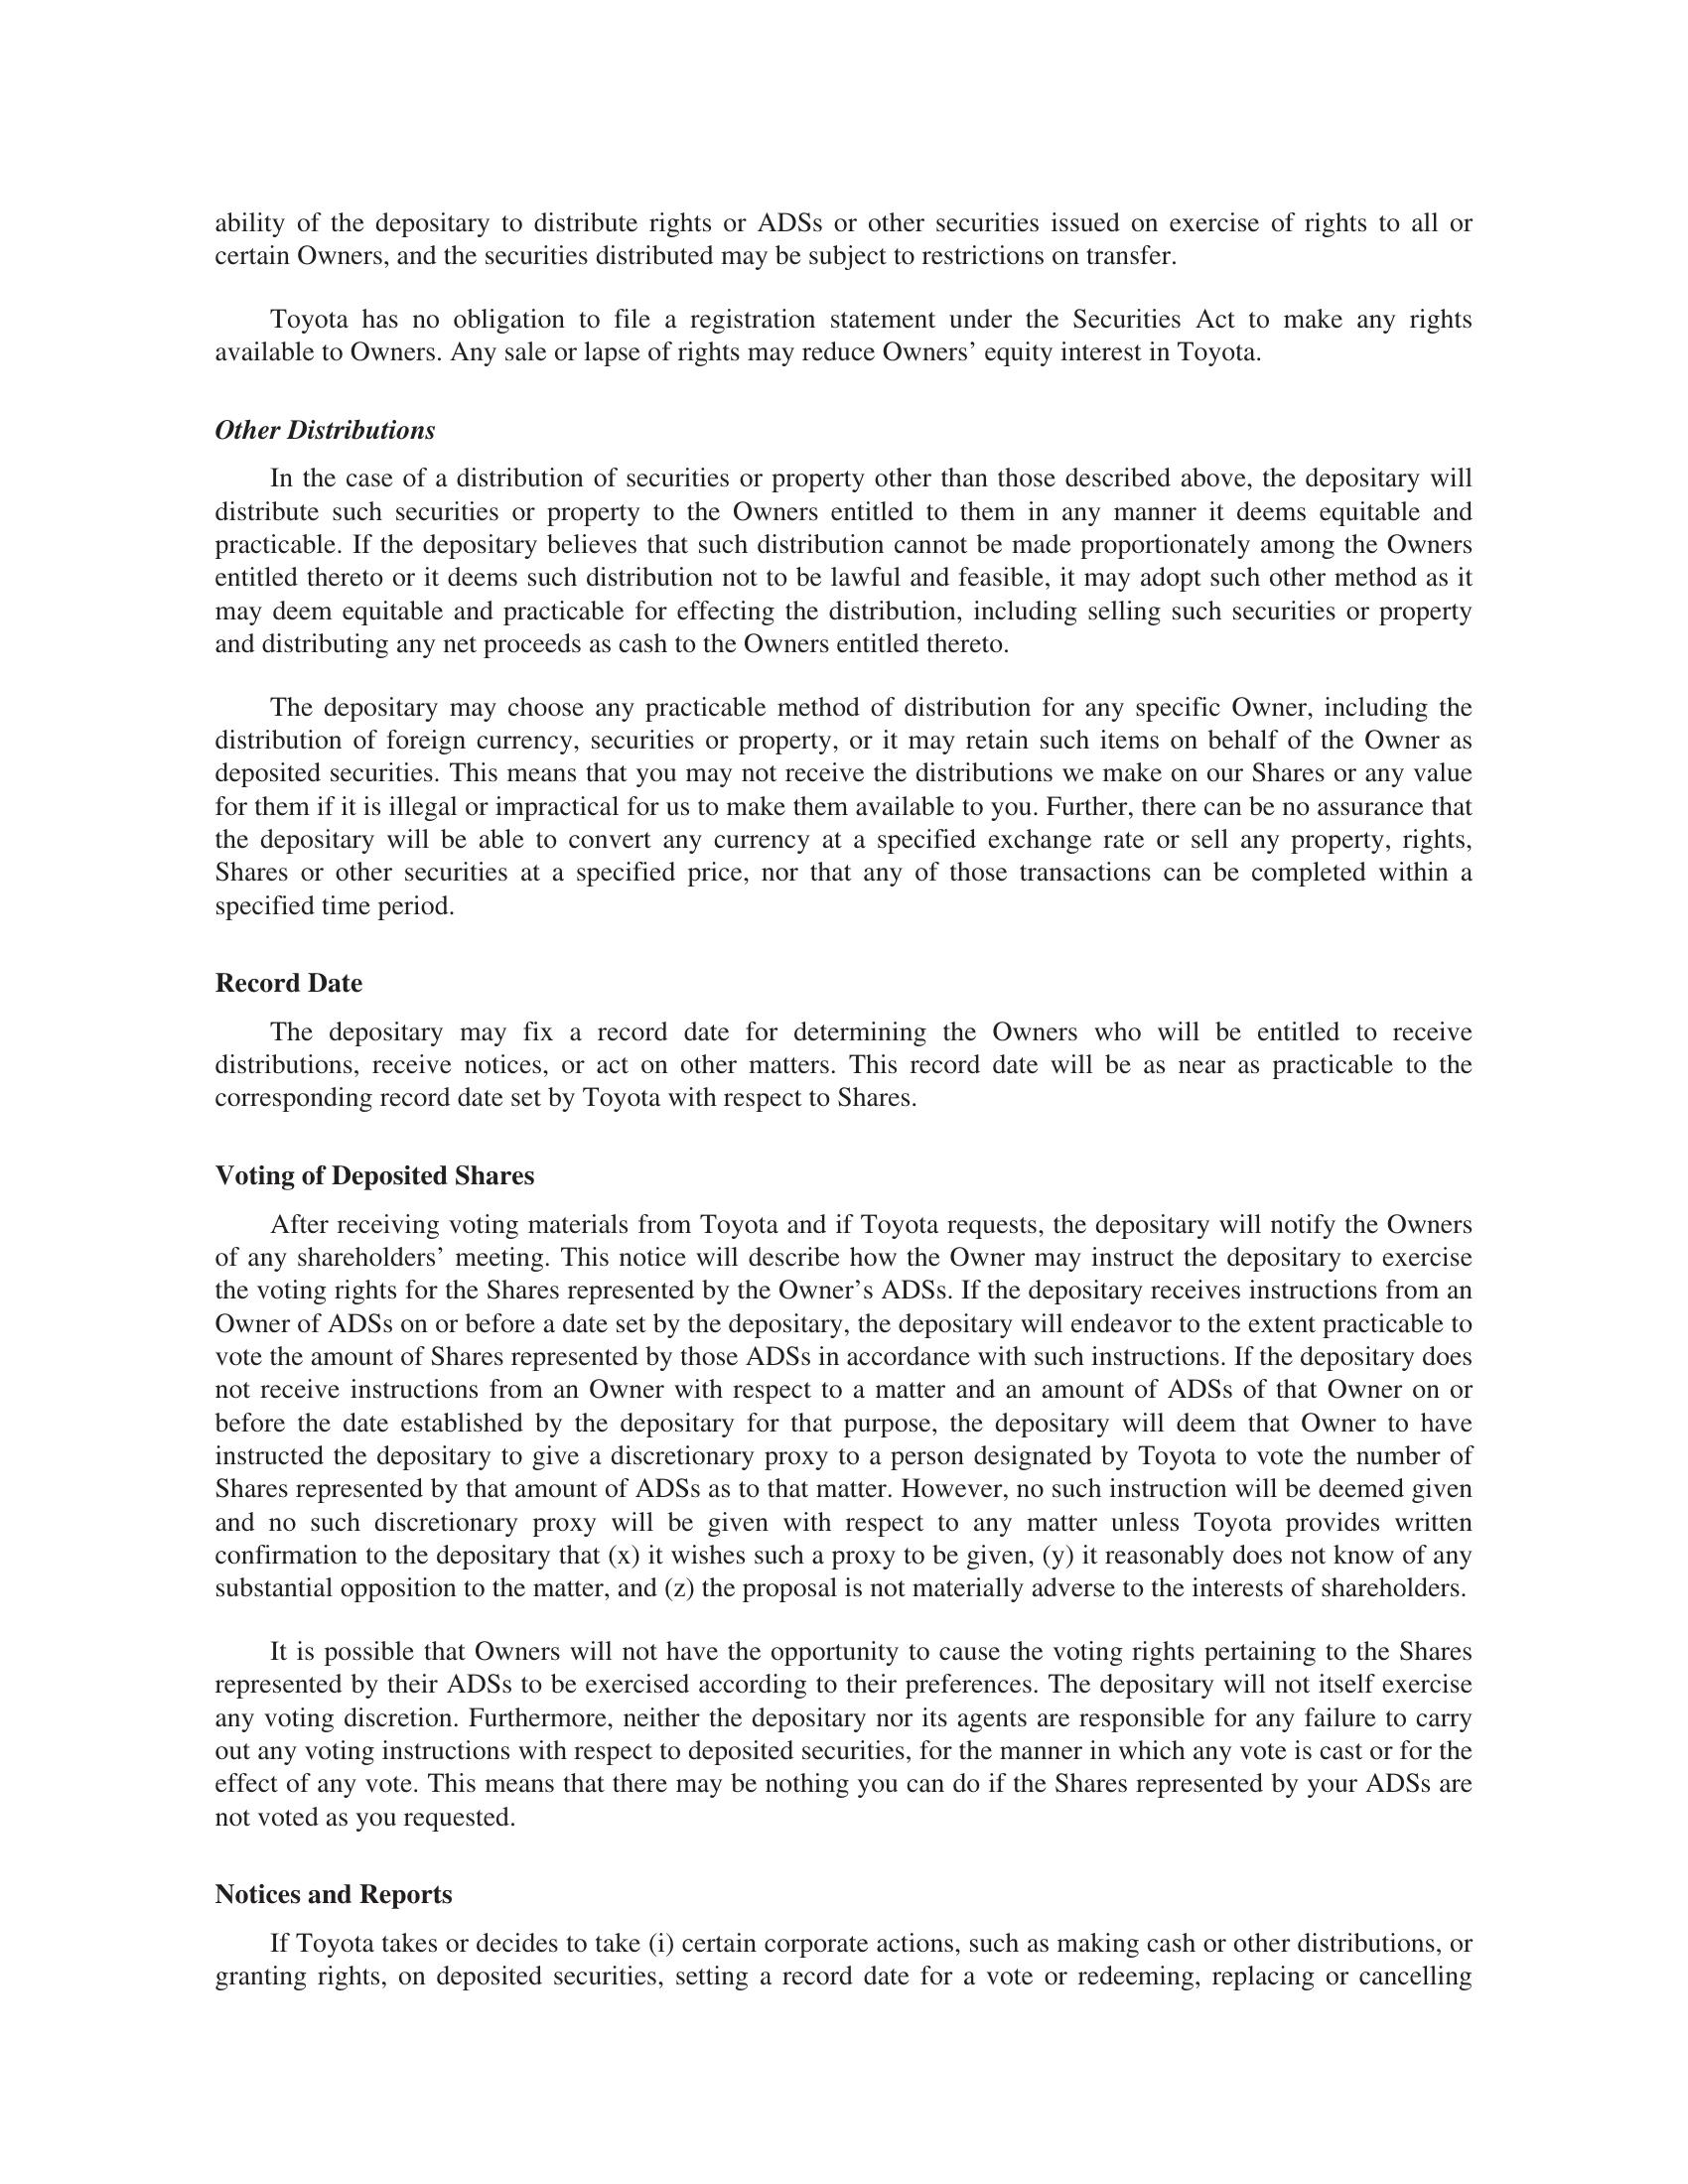 ability of the depositary to distribute rights or ADSs or other securities issued on exercise of rights to all or
certain Owners, and the securities distributed may be subject to restrictions on transfer.
Toyota has no obligation to file a registration statement under the Securities Act to make any rights
available to Owners. Any sale or lapse of rights may reduce Owners’ equity interest in Toyota.
Other Distributions
In the case of a distribution of securities or property other than those described above, the depositary will
distribute such securities or property to the Owners entitled to them in any manner it deems equitable and
practicable. If the depositary believes that such distribution cannot be made proportionately among the Owners
entitled thereto or it deems such distribution not to be lawful and feasible, it may adopt such other method as it
may deem equitable and practicable for effecting the distribution, including selling such securities or property
and distributing any net proceeds as cash to the Owners entitled thereto.
The depositary may choose any practicable method of distribution for any specific Owner, including the
distribution of foreign currency, securities or property, or it may retain such items on behalf of the Owner as
deposited securities. This means that you may not receive the distributions we make on our Shares or any value
for them if it is illegal or impractical for us to make them available to you. Further, there can be no assurance that
the depositary will be able to convert any currency at a specified exchange rate or sell any property, rights,
Shares or other securities at a specified price, nor that any of those transactions can be completed within a
specified time period.
Record Date
The depositary may fix a record date for determining the Owners who will be entitled to receive
distributions, receive notices, or act on other matters. This record date will be as near as practicable to the
corresponding record date set by Toyota with respect to Shares.
Voting of Deposited Shares
After receiving voting materials from Toyota and if Toyota requests, the depositary will notify the Owners
of any shareholders’ meeting. This notice will describe how the Owner may instruct the depositary to exercise
the voting rights for the Shares represented by the Owner’s ADSs. If the depositary receives instructions from an
Owner of ADSs on or before a date set by the depositary, the depositary will endeavor to the extent practicable to
vote the amount of Shares represented by those ADSs in accordance with such instructions. If the depositary does
not receive instructions from an Owner with respect to a matter and an amount of ADSs of that Owner on or
before the date established by the depositary for that purpose, the depositary will deem that Owner to have
instructed the depositary to give a discretionary proxy to a person designated by Toyota to vote the number of
Shares represented by that amount of ADSs as to that matter. However, no such instruction will be deemed given
and no such discretionary proxy will be given with respect to any matter unless Toyota provides written
confirmation to the depositary that (x) it wishes such a proxy to be given, (y) it reasonably does not know of any
substantial opposition to the matter, and (z) the proposal is not materially adverse to the interests of shareholders.
It is possible that Owners will not have the opportunity to cause the voting rights pertaining to the Shares
represented by their ADSs to be exercised according to their preferences. The depositary will not itself exercise
any voting discretion. Furthermore, neither the depositary nor its agents are responsible for any failure to carry
out any voting instructions with respect to deposited securities, for the manner in which any vote is cast or for the
effect of any vote. This means that there may be nothing you can do if the Shares represented by your ADSs are
not voted as you requested.
Notices and Reports
If Toyota takes or decides to take (i) certain corporate actions, such as making cash or other distributions, or
granting rights, on deposited securities, setting a record date for a vote or redeeming, replacing or cancelling